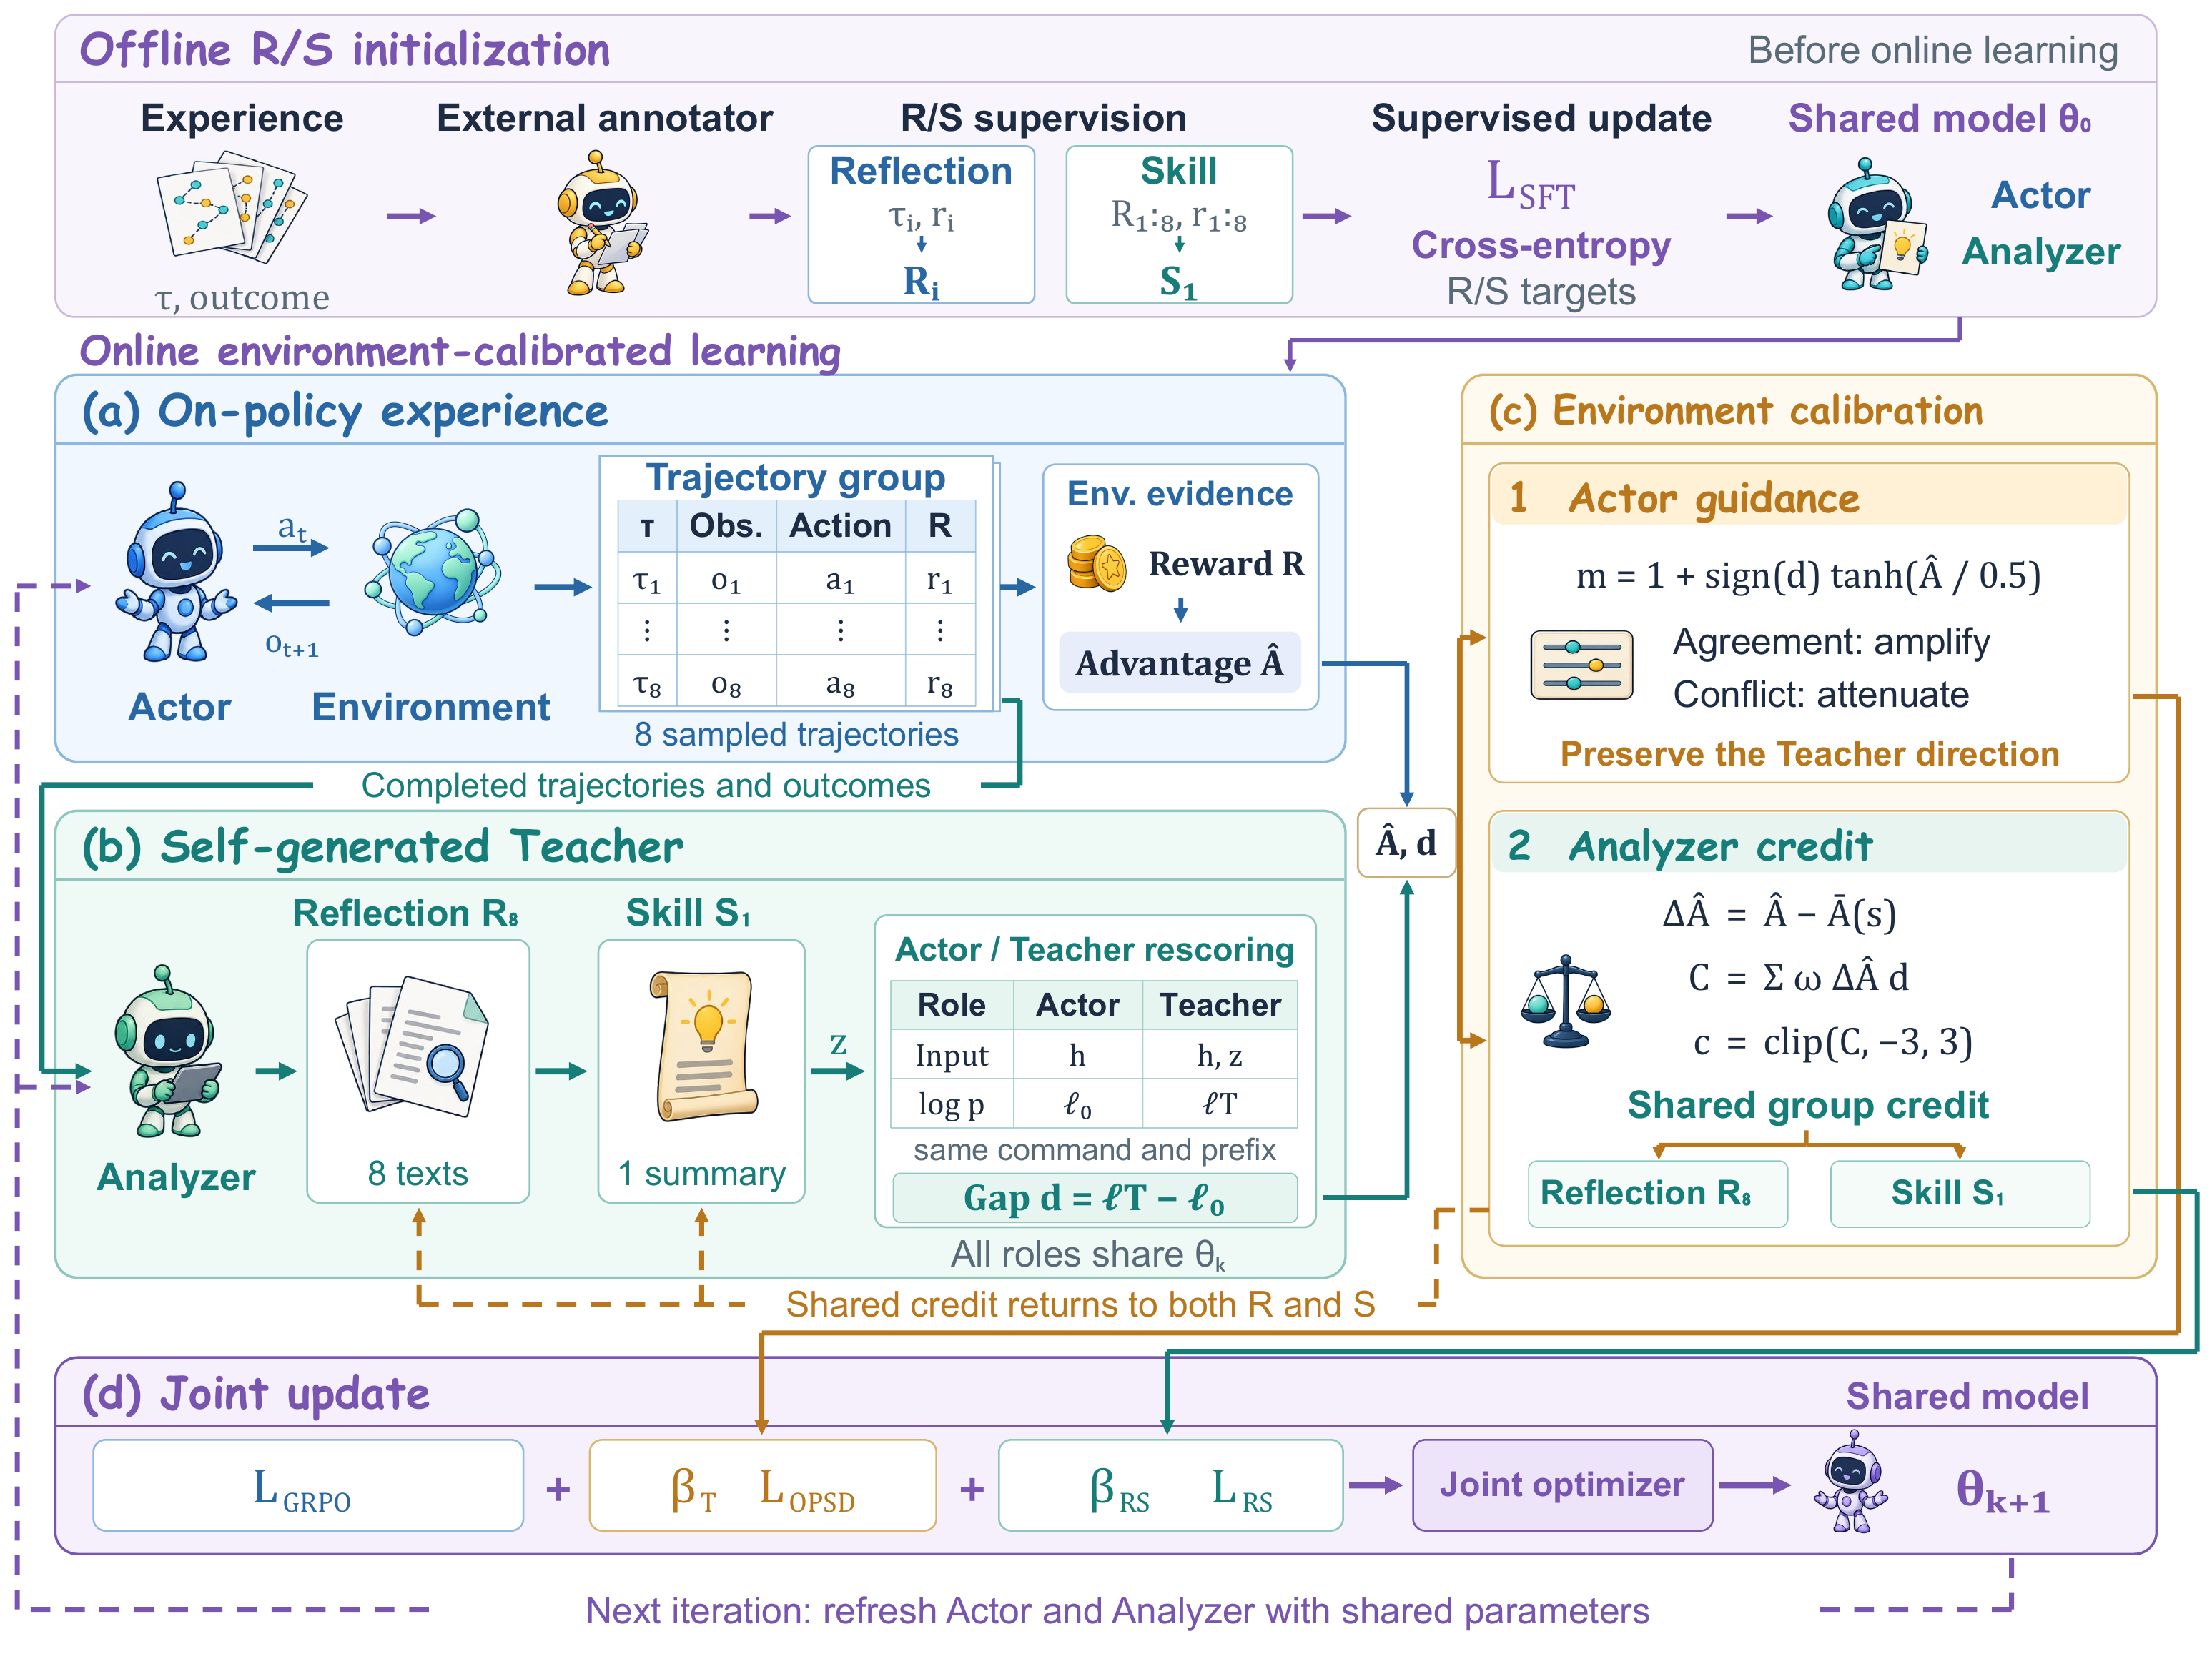 Offline R/S initialization
Before online learning
Experience
External annotator
R/S supervision
Supervised update
Shared model θ₀
τ, outcome
Reflection
τᵢ, rᵢ
Rᵢ
Skill
R₁:₈, r₁:₈
S₁
L_SFT
Cross-entropy
R/S targets
Actor
Analyzer
Online environment-calibrated learning
(a) On-policy experience
aₜ
oₜ₊₁
Actor
Environment
Trajectory group
τ Obs. Action R
τ₁ o₁ a₁ r₁
⋮ ⋮ ⋮ ⋮
τ₈ o₈ a₈ r₈
8 sampled trajectories
Env. evidence
Reward R
Advantage Â
Completed trajectories and outcomes
(b) Self-generated Teacher
Analyzer
Reflection R₈
8 texts
Skill S₁
1 summary
z
Actor / Teacher rescoring
Role Actor Teacher
Input h h, z
log p ℓ₀ ℓT
same command and prefix
Gap d = ℓT − ℓ₀
All roles share θₖ
Â, d
(c) Environment calibration
1 Actor guidance
m = 1 + sign(d) tanh(Â / 0.5)
Agreement: amplify
Conflict: attenuate
Preserve the Teacher direction
2 Analyzer credit
ΔÂ = Â − Ā(s)
C = Σ ω ΔÂ d
c = clip(C, −3, 3)
Shared group credit
Reflection R₈
Skill S₁
Shared credit returns to both R and S
(d) Joint update
Shared model
L_GRPO
+
β_T L_OPSD
+
β_RS L_RS
Joint optimizer
θₖ₊₁
Next iteration: refresh Actor and Analyzer with shared parameters